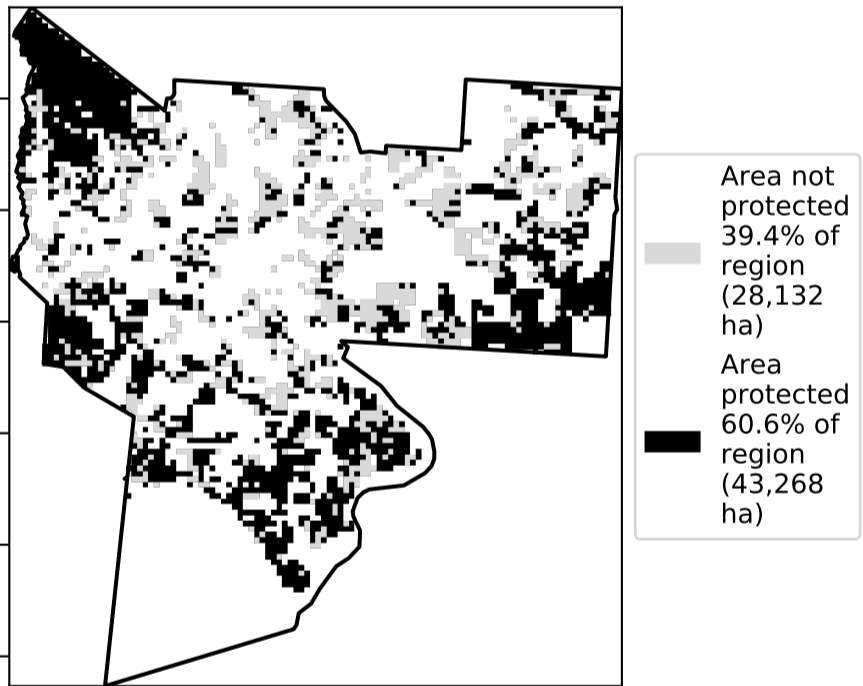 Area not
protected
39.4% of
region
(28,132
ha)
Area
protected
60.6% of
region
(43,268
ha)